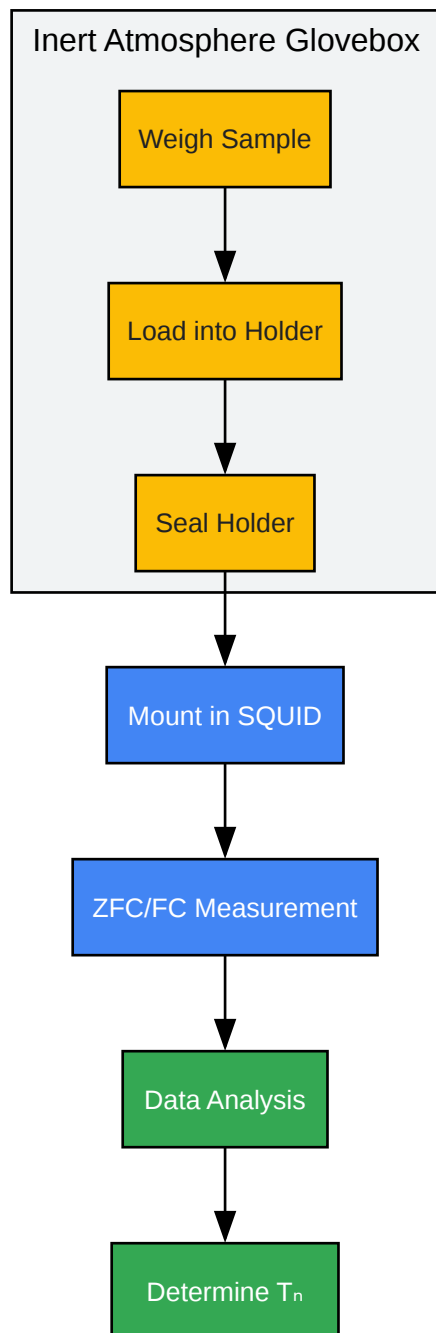 Inert Atmosphere Glovebox
Weigh Sample
Load into Holder
Seal Holder
Mount in SQUID
ZFC/FC Measurement
Data Analysis
Determine Tₙ